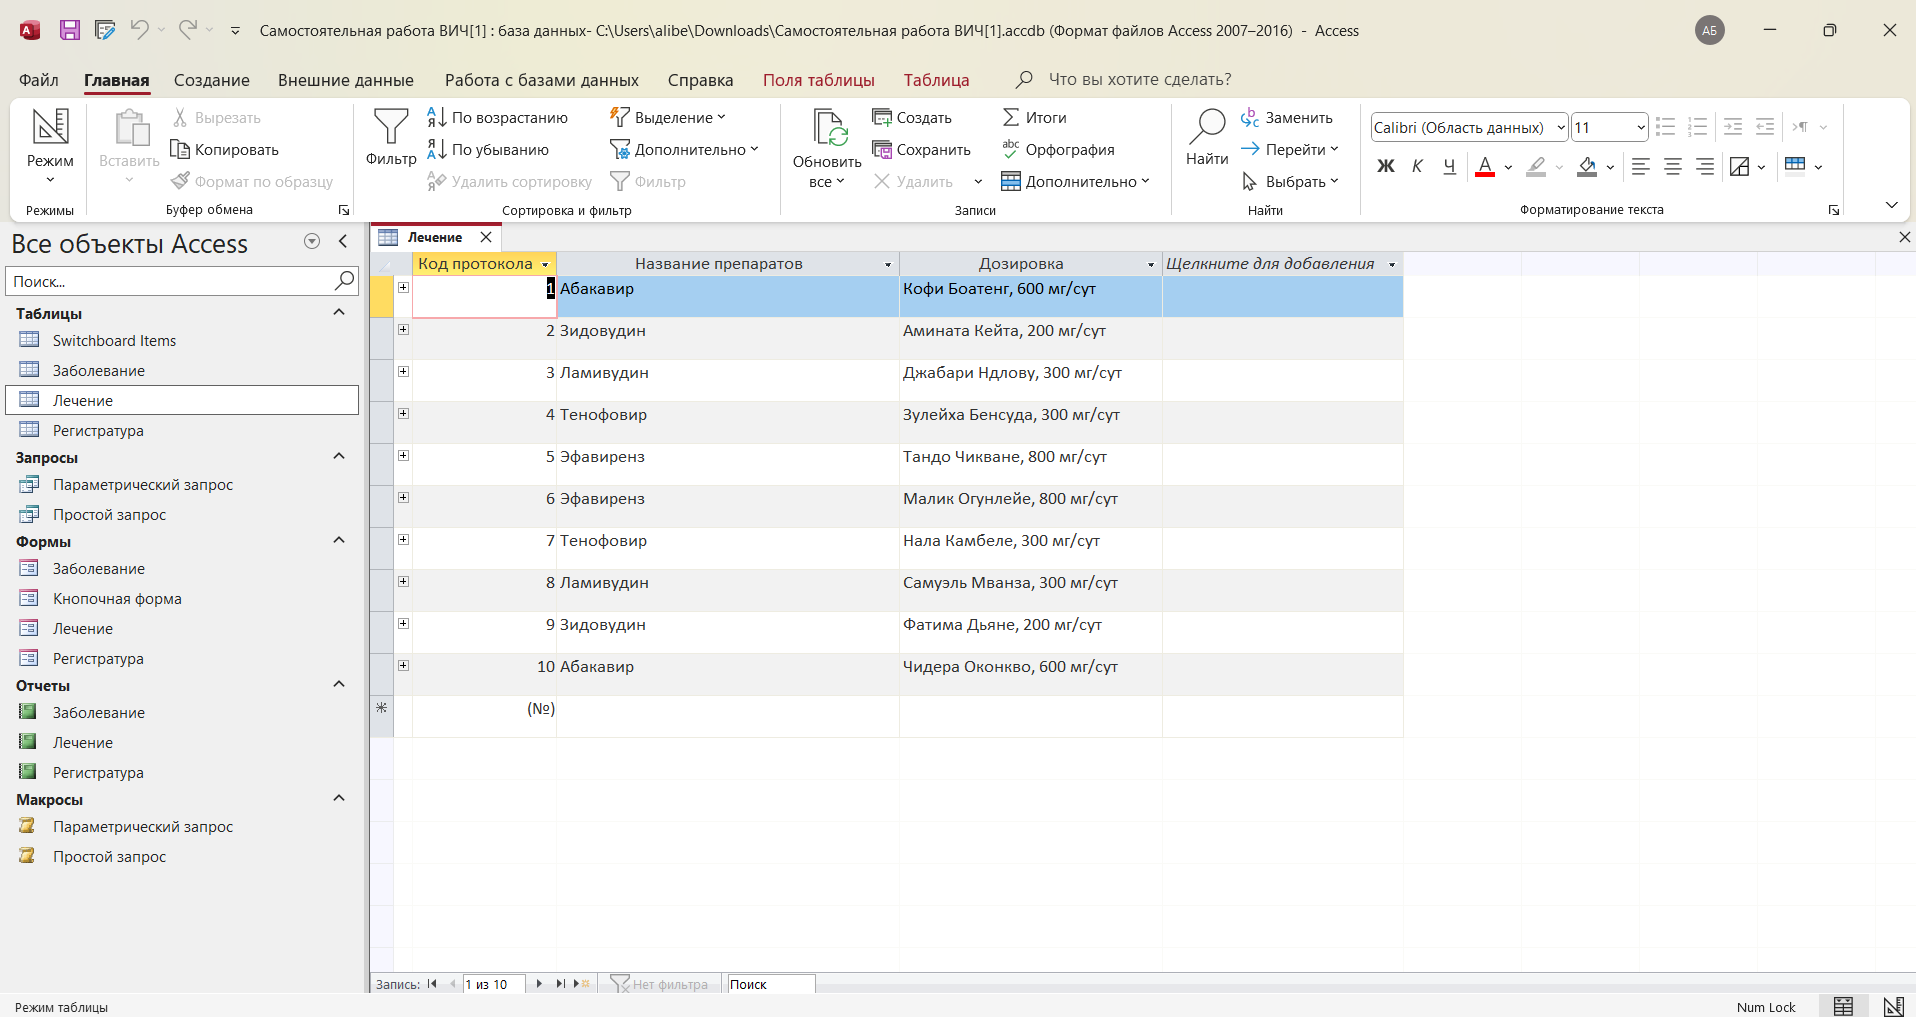 Самостоятельная работа ВИЧ[1] : база данных- C:\Users\alibe\Downloads\Самостоятельная работа ВИЧ[1].accdb (Формат файлов Access 2007–2016) - Access
АБ
Файл Главная Создание Внешние данные Работа с базами данных Справка Поля таблицы Таблица Что вы хотите сделать?
Режим
Режимы
Вставить
Вырезать
Копировать
Формат по образцу
Буфер обмена
Фильтр
По возрастанию
По убыванию
Удалить сортировку
Выделение
Дополнительно
Фильтр
Сортировка и фильтр
Обновить
все
Создать
Сохранить
Удалить
Итоги
Орфография
Дополнительно
Записи
Найти
Заменить
Перейти
Выбрать
Найти
Calibri (Область данных) 11
Ж К Ч А
Форматирование текста
Все объекты Access
Поиск...
Таблицы
Switchboard Items
Заболевание
Лечение
Регистратура
Запросы
Параметрический запрос
Простой запрос
Формы
Заболевание
Кнопочная форма
Лечение
Регистратура
Отчеты
Заболевание
Лечение
Регистратура
Макросы
Параметрический запрос
Простой запрос
Лечение
Код протокола Название препаратов Дозировка Щелкните для добавления
1 Абакавир Кофи Боатенг, 600 мг/сут
2 Зидовудин Амината Кейта, 200 мг/сут
3 Ламивудин Джабари Ндлову, 300 мг/сут
4 Тенофовир Зулейха Бенсуда, 300 мг/сут
5 Эфавиренз Тандо Чикване, 800 мг/сут
6 Эфавиренз Малик Огунлейе, 800 мг/сут
7 Тенофовир Нала Камбеле, 300 мг/сут
8 Ламивудин Самуэль Мванза, 300 мг/сут
9 Зидовудин Фатима Дьяне, 200 мг/сут
10 Абакавир Чидера Оконкво, 600 мг/сут
(№)
Запись: 1 из 10 Нет фильтра Поиск
Режим таблицы Num Lock